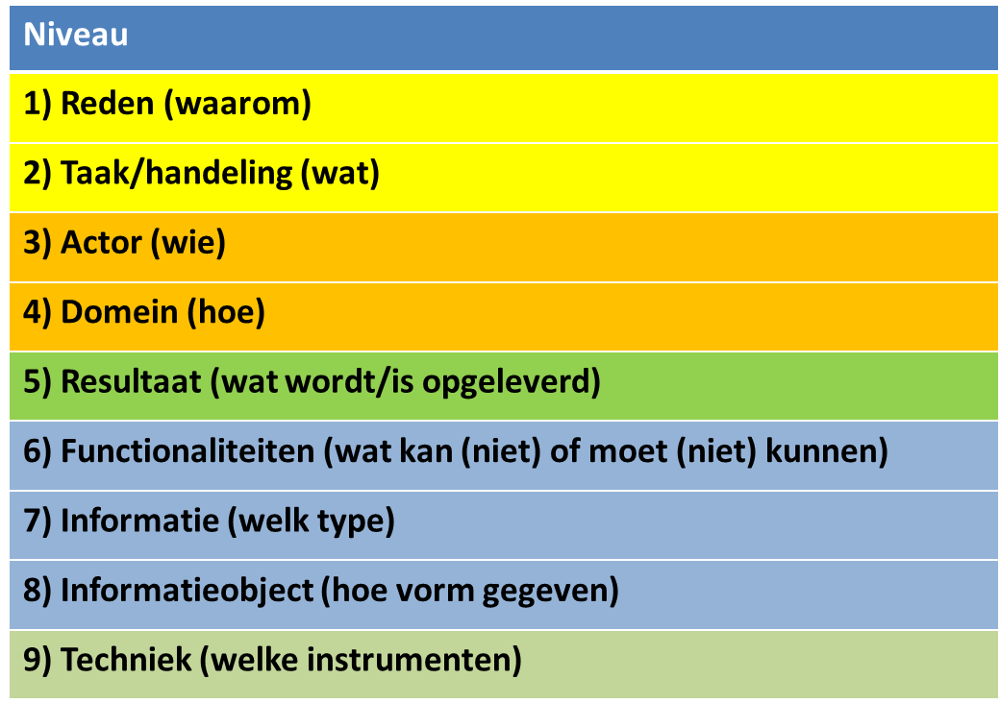 Niveau
1) Reden (waarom)
2) Taak/handeling (wat)
3) Actor (wie)
4) Domein (hoe)
5) Resultaat (wat wordt/is opgeleverd)
6) Functionaliteiten (wat kan (niet) of moet (niet) kunnen)
7) Informatie (welk type)
8) Informatieobject (hoe vorm gegeven)
9) Techniek (welke instrumenten)